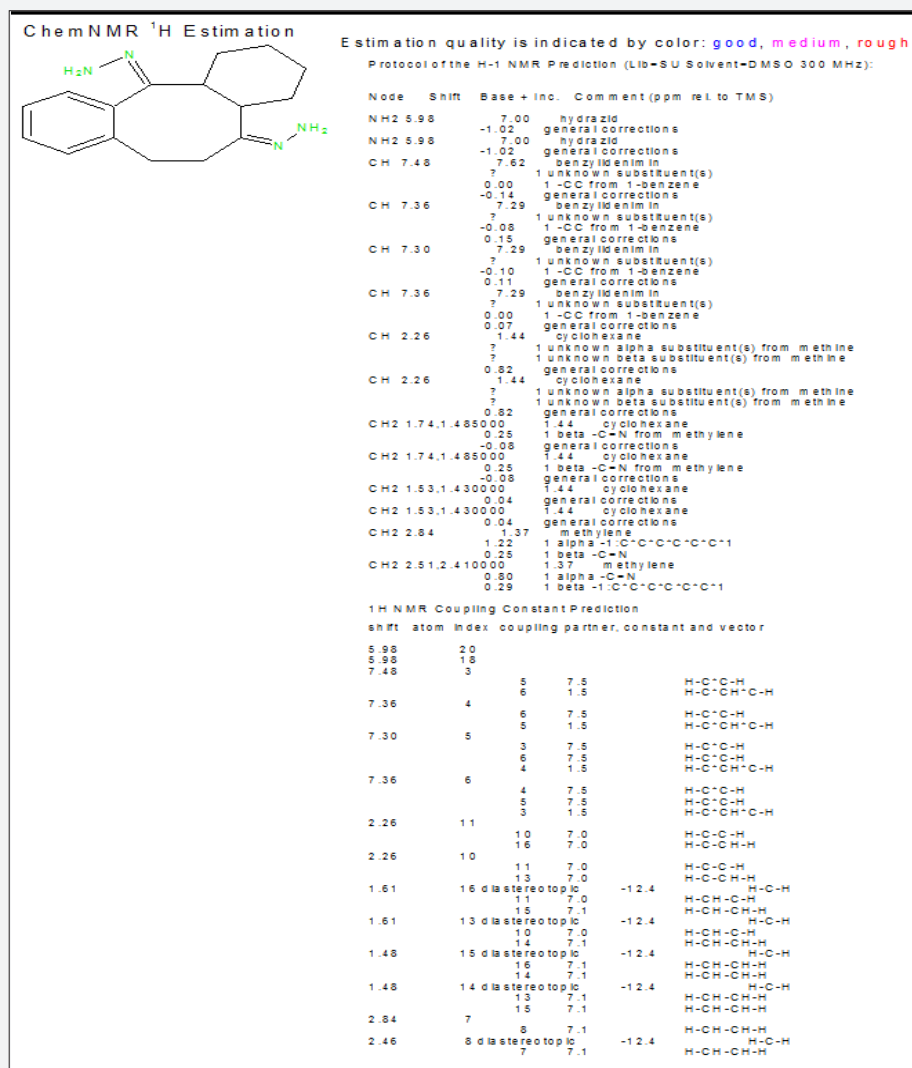 ChemNMR ¹H Estimation
Estimation quality is indicated by color: good, medium, rough
Protocol of the H-1 NMR Prediction (Lib=SU Solvent=DMSO 300 MHz):
N
H₂N
NH₂
N
Node Shift Base + Inc. Comment (ppm rel. to TMS)
NH2 5.98 7.00 hydrazid
-1.02 general corrections
NH2 5.98 7.00 hydrazid
-1.02 general corrections
CH 7.48 7.62 benzylidenimin
? 1 unknown substituent(s)
0.00 1 -CC from 1-benzene
-0.14 general corrections
CH 7.36 7.29 benzylidenimin
? 1 unknown substituent(s)
-0.08 1 -CC from 1-benzene
0.15 general corrections
CH 7.30 7.29 benzylidenimin
? 1 unknown substituent(s)
-0.10 1 -CC from 1-benzene
0.11 general corrections
CH 7.36 7.29 benzylidenimin
? 1 unknown substituent(s)
0.00 1 -CC from 1-benzene
0.07 general corrections
CH 2.26 1.44 cyclohexane
? 1 unknown alpha substituent(s) from methine
? 1 unknown beta substituent(s) from methine
0.82 general corrections
CH 2.26 1.44 cyclohexane
? 1 unknown alpha substituent(s) from methine
? 1 unknown beta substituent(s) from methine
0.82 general corrections
CH2 1.74,1.485000 1.44 cyclohexane
0.25 1 beta -C=N from methylene
-0.08 general corrections
CH2 1.74,1.485000 1.44 cyclohexane
0.25 1 beta -C=N from methylene
-0.08 general corrections
CH2 1.53,1.430000 1.44 cyclohexane
0.04 general corrections
CH2 1.53,1.430000 1.44 cyclohexane
0.04 general corrections
CH2 2.84 1.37 methylene
1.22 1 alpha -1:C*C*C*C*C*C*1
0.25 1 beta -C=N
CH2 2.51,2.410000 1.37 methylene
0.80 1 alpha -C=N
0.29 1 beta -1:C*C*C*C*C*C*1
1H NMR Coupling Constant Prediction
shift atom index coupling partner, constant and vector
5.98 20
5.98 18
7.48 3
5 7.5 H-C*C-H
6 1.5 H-C*CH*C-H
7.36 4
6 7.5 H-C*C-H
5 1.5 H-C*CH*C-H
7.30 5
3 7.5 H-C*C-H
6 7.5 H-C*C-H
4 1.5 H-C*CH*C-H
7.36 6
4 7.5 H-C*C-H
5 7.5 H-C*C-H
3 1.5 H-C*CH*C-H
2.26 11
10 7.0 H-C-C-H
16 7.0 H-C-CH-H
2.26 10
11 7.0 H-C-C-H
13 7.0 H-C-CH-H
1.61 16 diastereotopic -12.4 H-C-H
11 7.0 H-CH-C-H
15 7.1 H-CH-CH-H
1.61 13 diastereotopic -12.4 H-C-H
10 7.0 H-CH-C-H
14 7.1 H-CH-CH-H
1.48 15 diastereotopic -12.4 H-C-H
16 7.1 H-CH-CH-H
14 7.1 H-CH-CH-H
1.48 14 diastereotopic -12.4 H-C-H
13 7.1 H-CH-CH-H
15 7.1 H-CH-CH-H
2.84 7
8 7.1 H-CH-CH-H
2.46 8 diastereotopic -12.4 H-C-H
7 7.1 H-CH-CH-H